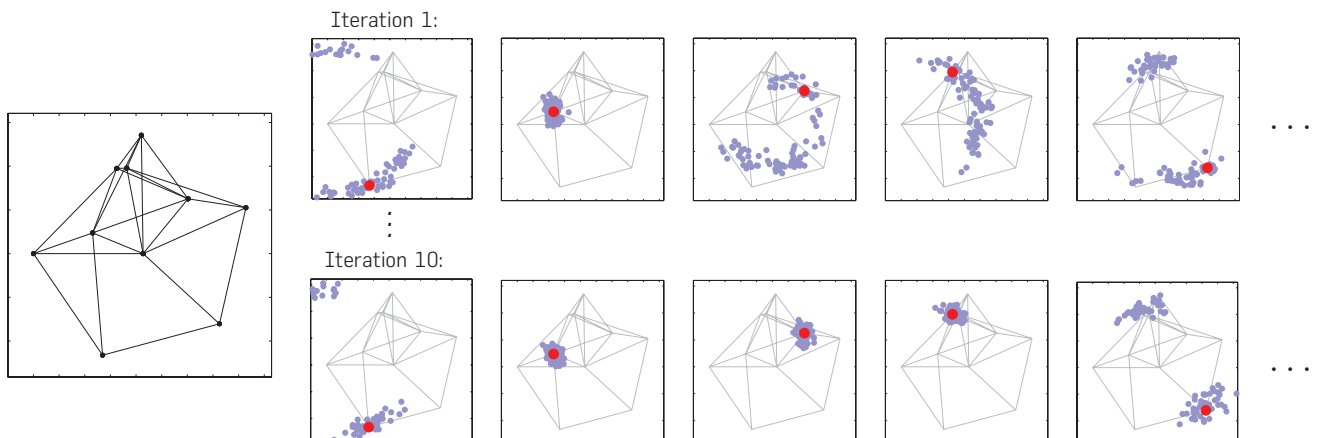 Iteration 1:
. . .
Iteration 10:
. . .